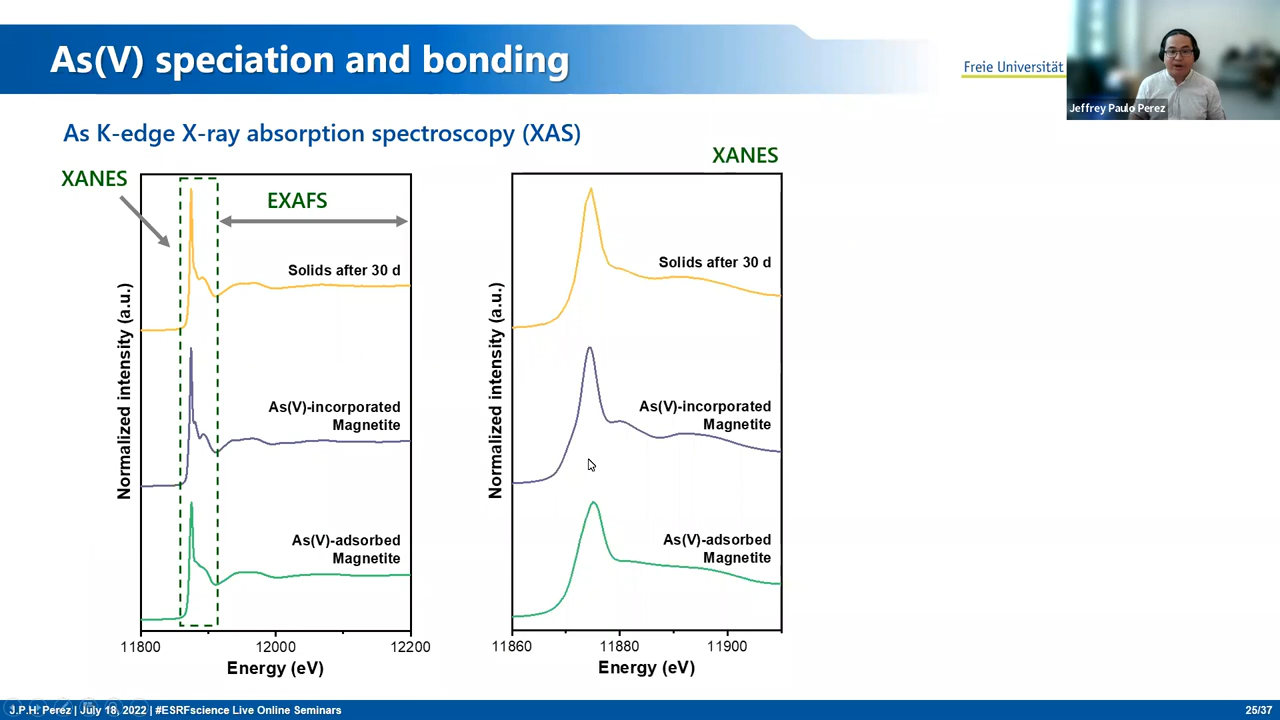 As(V) speciation and bonding
Freie Universität
Jeffrey Paulo Perez
As K-edge X-ray absorption spectroscopy (XAS)
XANES
EXAFS
Solids after 30 d
As(V)-incorporated
Magnetite
As(V)-adsorbed
Magnetite
Normalized intensity (a.u.)
11800
12000
12200
Energy (eV)
XANES
Solids after 30 d
As(V)-incorporated
Magnetite
As(V)-adsorbed
Magnetite
Normalized intensity (a.u.)
11860
11880
11900
Energy (eV)
J.P.H. Perez | July 18, 2022 | #ESRFscience Live Online Seminars
25/37